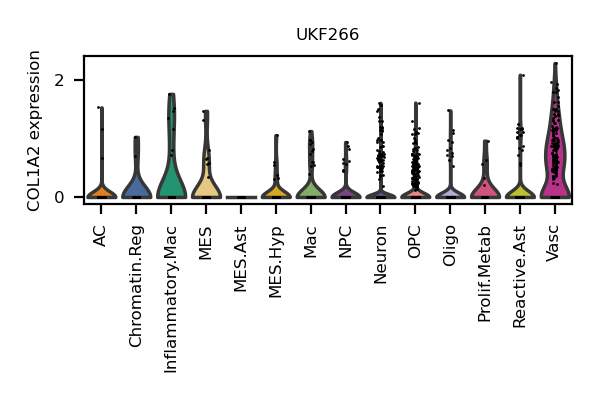 UKF266
COL1A2 expression
2
0
AC
Chromatin.Reg
Inflammatory.Mac
MES
MES.Ast
MES.Hyp
Mac
NPC
Neuron
OPC
Oligo
Prolif.Metab
Reactive.Ast
Vasc